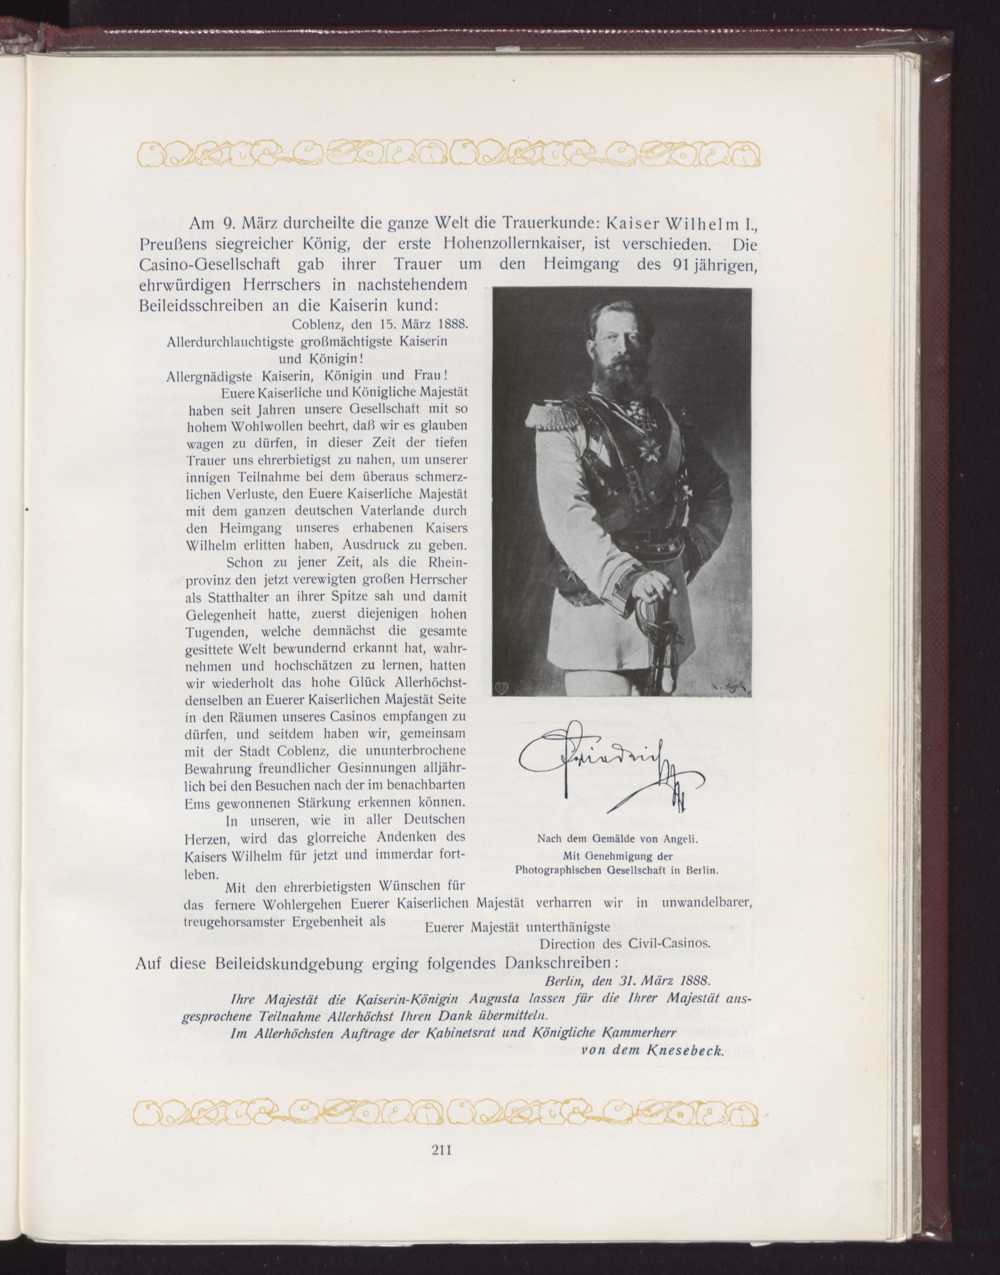 Am 9. März durcheilte die ganze Welt die Trauerkunde: Kaiser Wilhelm I.,
Preußens siegreicher König, der erste Hohenzollernkaiser, ist verschieden. Die
Casino-Gesellschaft gab ihrer Trauer um den Heimgang des 91 jährigen,
ehrwürdigen Herrschers in nachstehendem
Beileidsschreiben an die Kaiserin kund:
Coblenz, den 15. März 1888.
Allerdurchlauchtigste großmächtigste Kaiserin
und Königin!
Allergnädigste Kaiserin, Königin und Frau!
Euere Kaiserliche und Königliche Majestät
haben seit Jahren unsere Gesellschaft mit so
hohem Wohlwollen beehrt, daß wir es glauben
wagen zu dürfen, in dieser Zeit der tiefen
Trauer uns ehrerbietigst zu nahen, um unserer
innigen Teilnahme bei dem überaus schmerz-
lichen Verluste, den Euere Kaiserliche Majestät
mit dem ganzen deutschen Vaterlande durch
den Heimgang unseres erhabenen Kaisers
Wilhelm erlitten haben, Ausdruck zu geben.
Schon zu jener Zeit, als die Rhein-
provinz den jetzt verewigten großen Herrscher
als Statthalter an ihrer Spitze sah und damit
Gelegenheit hatte, zuerst diejenigen hohen
Tugenden, welche demnächst die gesamte
gesittete Welt bewundernd erkannt hat, wahr-
nehmen und hochschätzen zu lernen, hatten
wir wiederholt das hohe Glück Allerhöchst-
denselben an Euerer Kaiserlichen Majestät Seite
in den Räumen unseres Casinos empfangen zu
dürfen, und seitdem haben wir, gemeinsam
mit der Stadt Coblenz, die ununterbrochene
Bewahrung freundlicher Gesinnungen alljähr-
lich bei den Besuchen nach der im benachbarten
Ems gewonnenen Stärkung erkennen können.
In unseren, wie in aller Deutschen
Herzen, wird das glorreiche Andenken des
Kaisers Wilhelm für jetzt und immerdar fort-
leben.
Mit den ehrerbietigsten Wünschen für
das fernere Wohlergehen Euerer Kaiserlichen Majestät verharren wir in unwandelbarer,
treugehorsamster Ergebenheit als
Euerer Majestät unterthänigste
Direction des Civil-Casinos.
Friedrich
Nach dem Gemälde von Angeli.
Mit Genehmigung der
Photographischen Gesellschaft in Berlin.
Auf diese Beileidskundgebung erging folgendes Dankschreiben:
Berlin, den 31. März 1888.
Ihre Majestät die Kaiserin-Königin Augusta lassen für die Ihrer Majestät aus-
gesprochene Teilnahme Allerhöchst Ihren Dank übermitteln.
Im Allerhöchsten Auftrage der Kabinetsrat und Königliche Kammerherr
von dem Knesebeck.
211